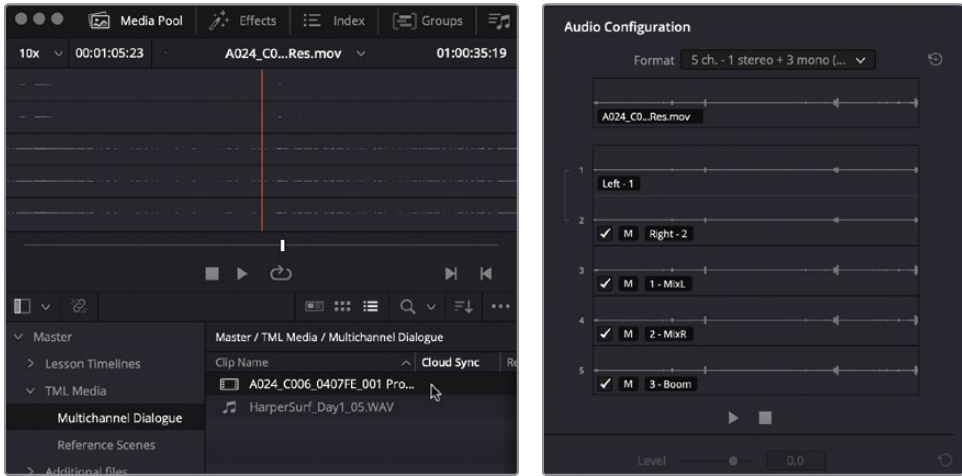 Media Pool Effects Index Groups
10x 00:01:05:23 A024_C0...Res.mov 01:00:35:19
Master Master / TML Media / Multichannel Dialogue
Lesson Timelines Clip Name Cloud Sync Re
TML Media A024_C006_0407FE_001 Pro...
Multichannel Dialogue HarperSurf_Day1_05.WAV
Reference Scenes
Additional files
Audio Configuration
Format 5 ch. - 1 stereo + 3 mono (...
A024_C0...Res.mov
1 Left - 1
2 M Right - 2
3 M 1 - MixL
4 M 2 - MixR
5 M 3 - Boom
Level 0.0